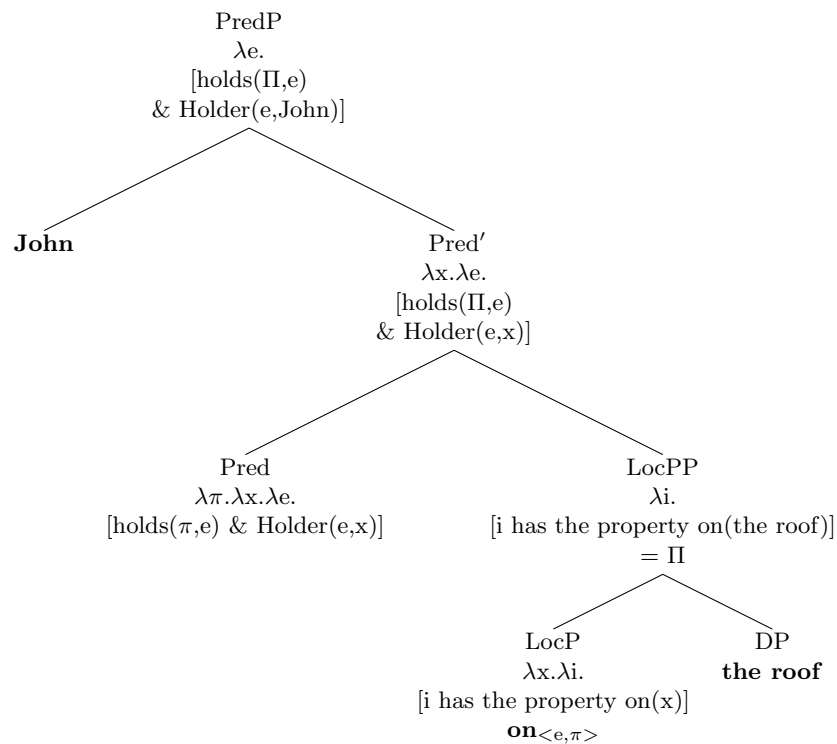 PredP
λe.
[holds(Π,e)
& Holder(e,John)]
John
Pred′
λx.λe.
[holds(Π,e)
& Holder(e,x)]
Pred
λπ.λx.λe.
[holds(π,e) & Holder(e,x)]
LocPP
λi.
[i has the property on(the roof)]
= Π
LocP
λx.λi.
[i has the property on(x)]
on<e,π>
DP
the roof